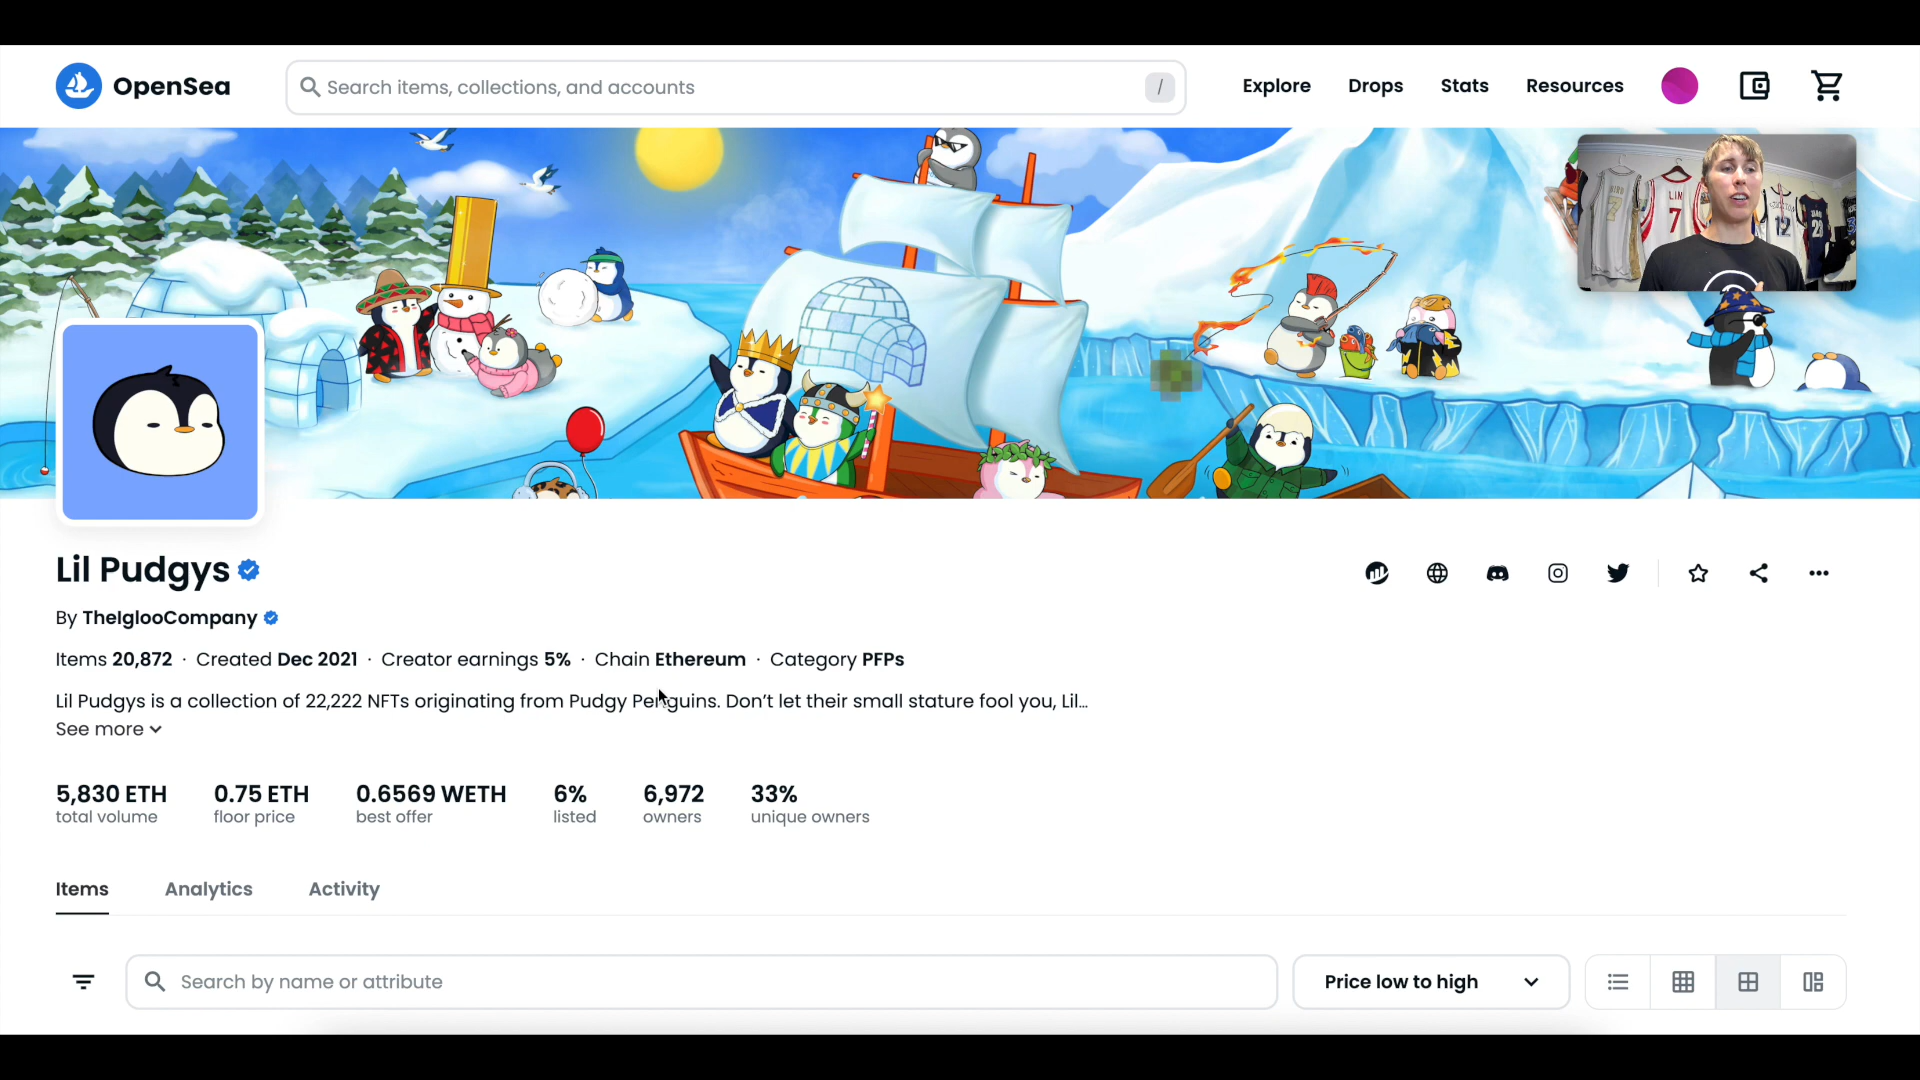 OpenSea
Search items, collections, and accounts
/
Explore
Drops
Stats
Resources
LIN
7
12
23
Lil Pudgys
By TheIglooCompany
Items 20,872 · Created Dec 2021 · Creator earnings 5% · Chain Ethereum · Category PFPs
Lil Pudgys is a collection of 22,222 NFTs originating from Pudgy Penguins. Don’t let their small stature fool you, Lil…
See more
5,830 ETH
total volume
0.75 ETH
floor price
0.6569 WETH
best offer
6%
listed
6,972
owners
33%
unique owners
Items
Analytics
Activity
Search by name or attribute
Price low to high